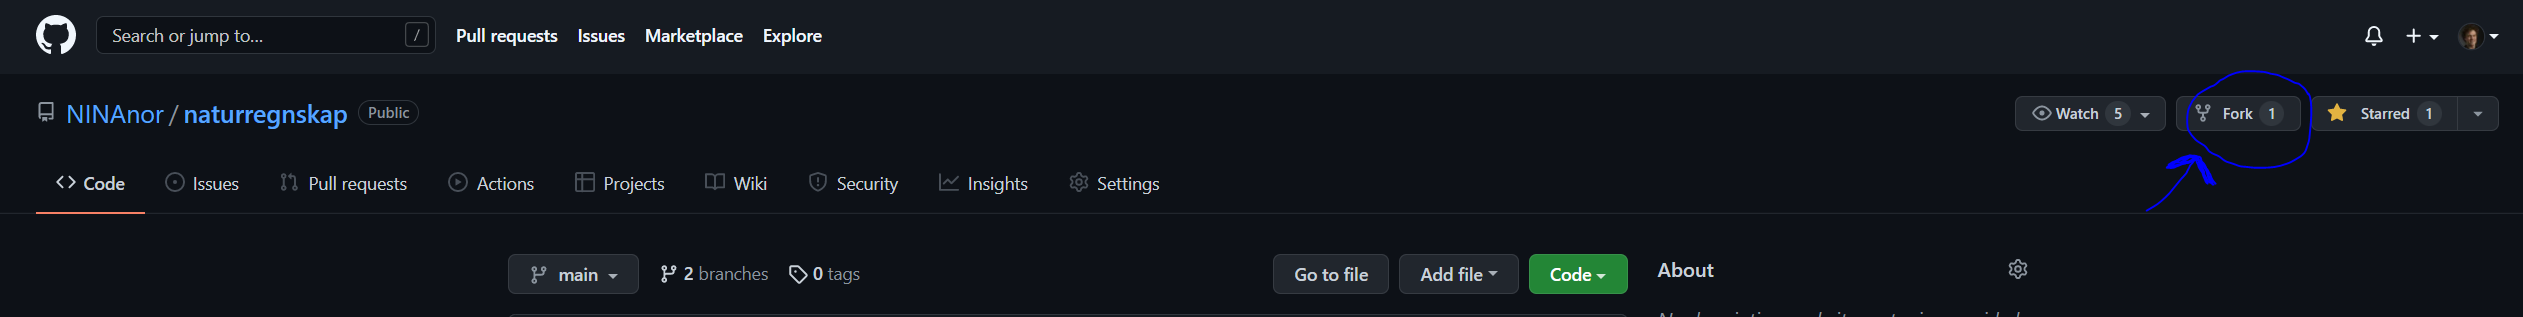 Search or jump to... / Pull requests Issues Marketplace Explore
NINAnor / naturregnskap Public Watch 5 Fork 1 Starred 1
Code Issues Pull requests Actions Projects Wiki Security Insights Settings
main 2 branches 0 tags Go to file Add file Code About